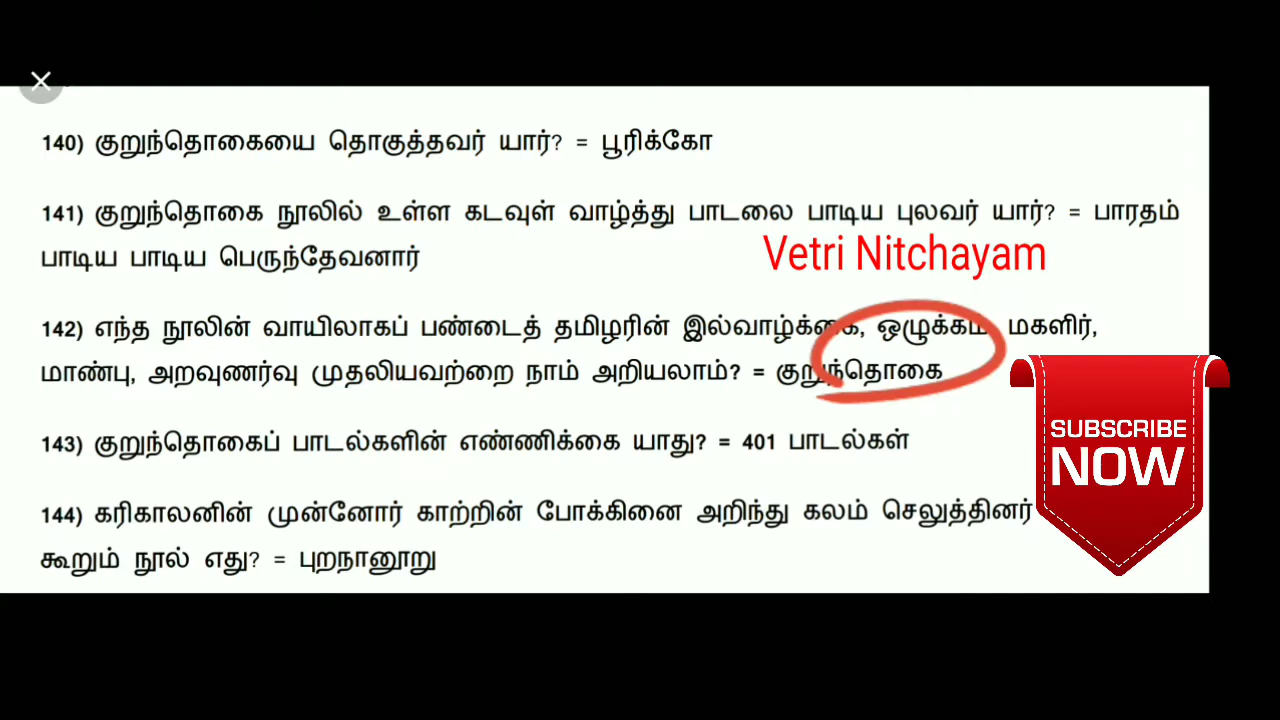 140) குறுந்தொகையை தொகுத்தவர் யார்? = பூரிக்கோ
141) குறுந்தொகை நூலில் உள்ள கடவுள் வாழ்த்து பாடலை பாடிய புலவர் யார்? = பாரதம்
பாடிய பாடிய பெருந்தேவனார்
Vetri Nitchayam
142) எந்த நூலின் வாயிலாகப் பண்டைத் தமிழரின் இல்வாழ்க்கை, ஒழுக்கம், மகளிர்,
மாண்பு, அறவுணர்வு முதலியவற்றை நாம் அறியலாம்? = குறுந்தொகை
143) குறுந்தொகைப் பாடல்களின் எண்ணிக்கை யாது? = 401 பாடல்கள்
144) கரிகாலனின் முன்னோர் காற்றின் போக்கினை அறிந்து கலம் செலுத்தினர்
கூறும் நூல் எது? = புறநானூறு
SUBSCRIBE
NOW